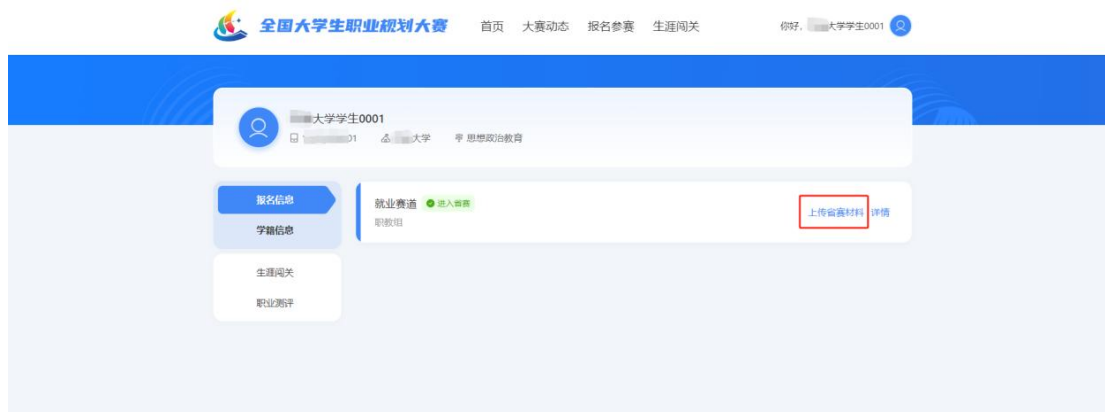 全国大学生职业规划大赛 首页 大赛动态 报名参赛 生涯闯关 你好, 大学学生0001
大学学生0001
01 大学 思想政治教育
报名信息
学籍信息
生涯闯关
职业测评
就业赛道 进入省赛
职教组
上传省赛材料 详情